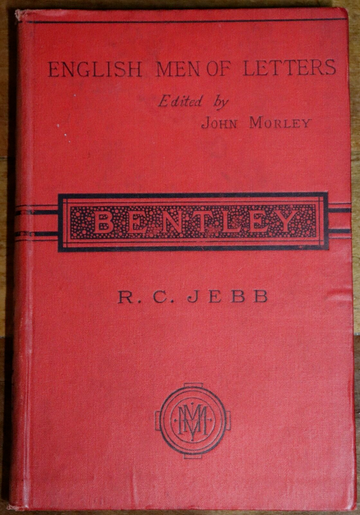 ENGLISH MEN OF LETTERS
Edited by
JOHN MORLEY
BENTLEY
R. C. JEBB